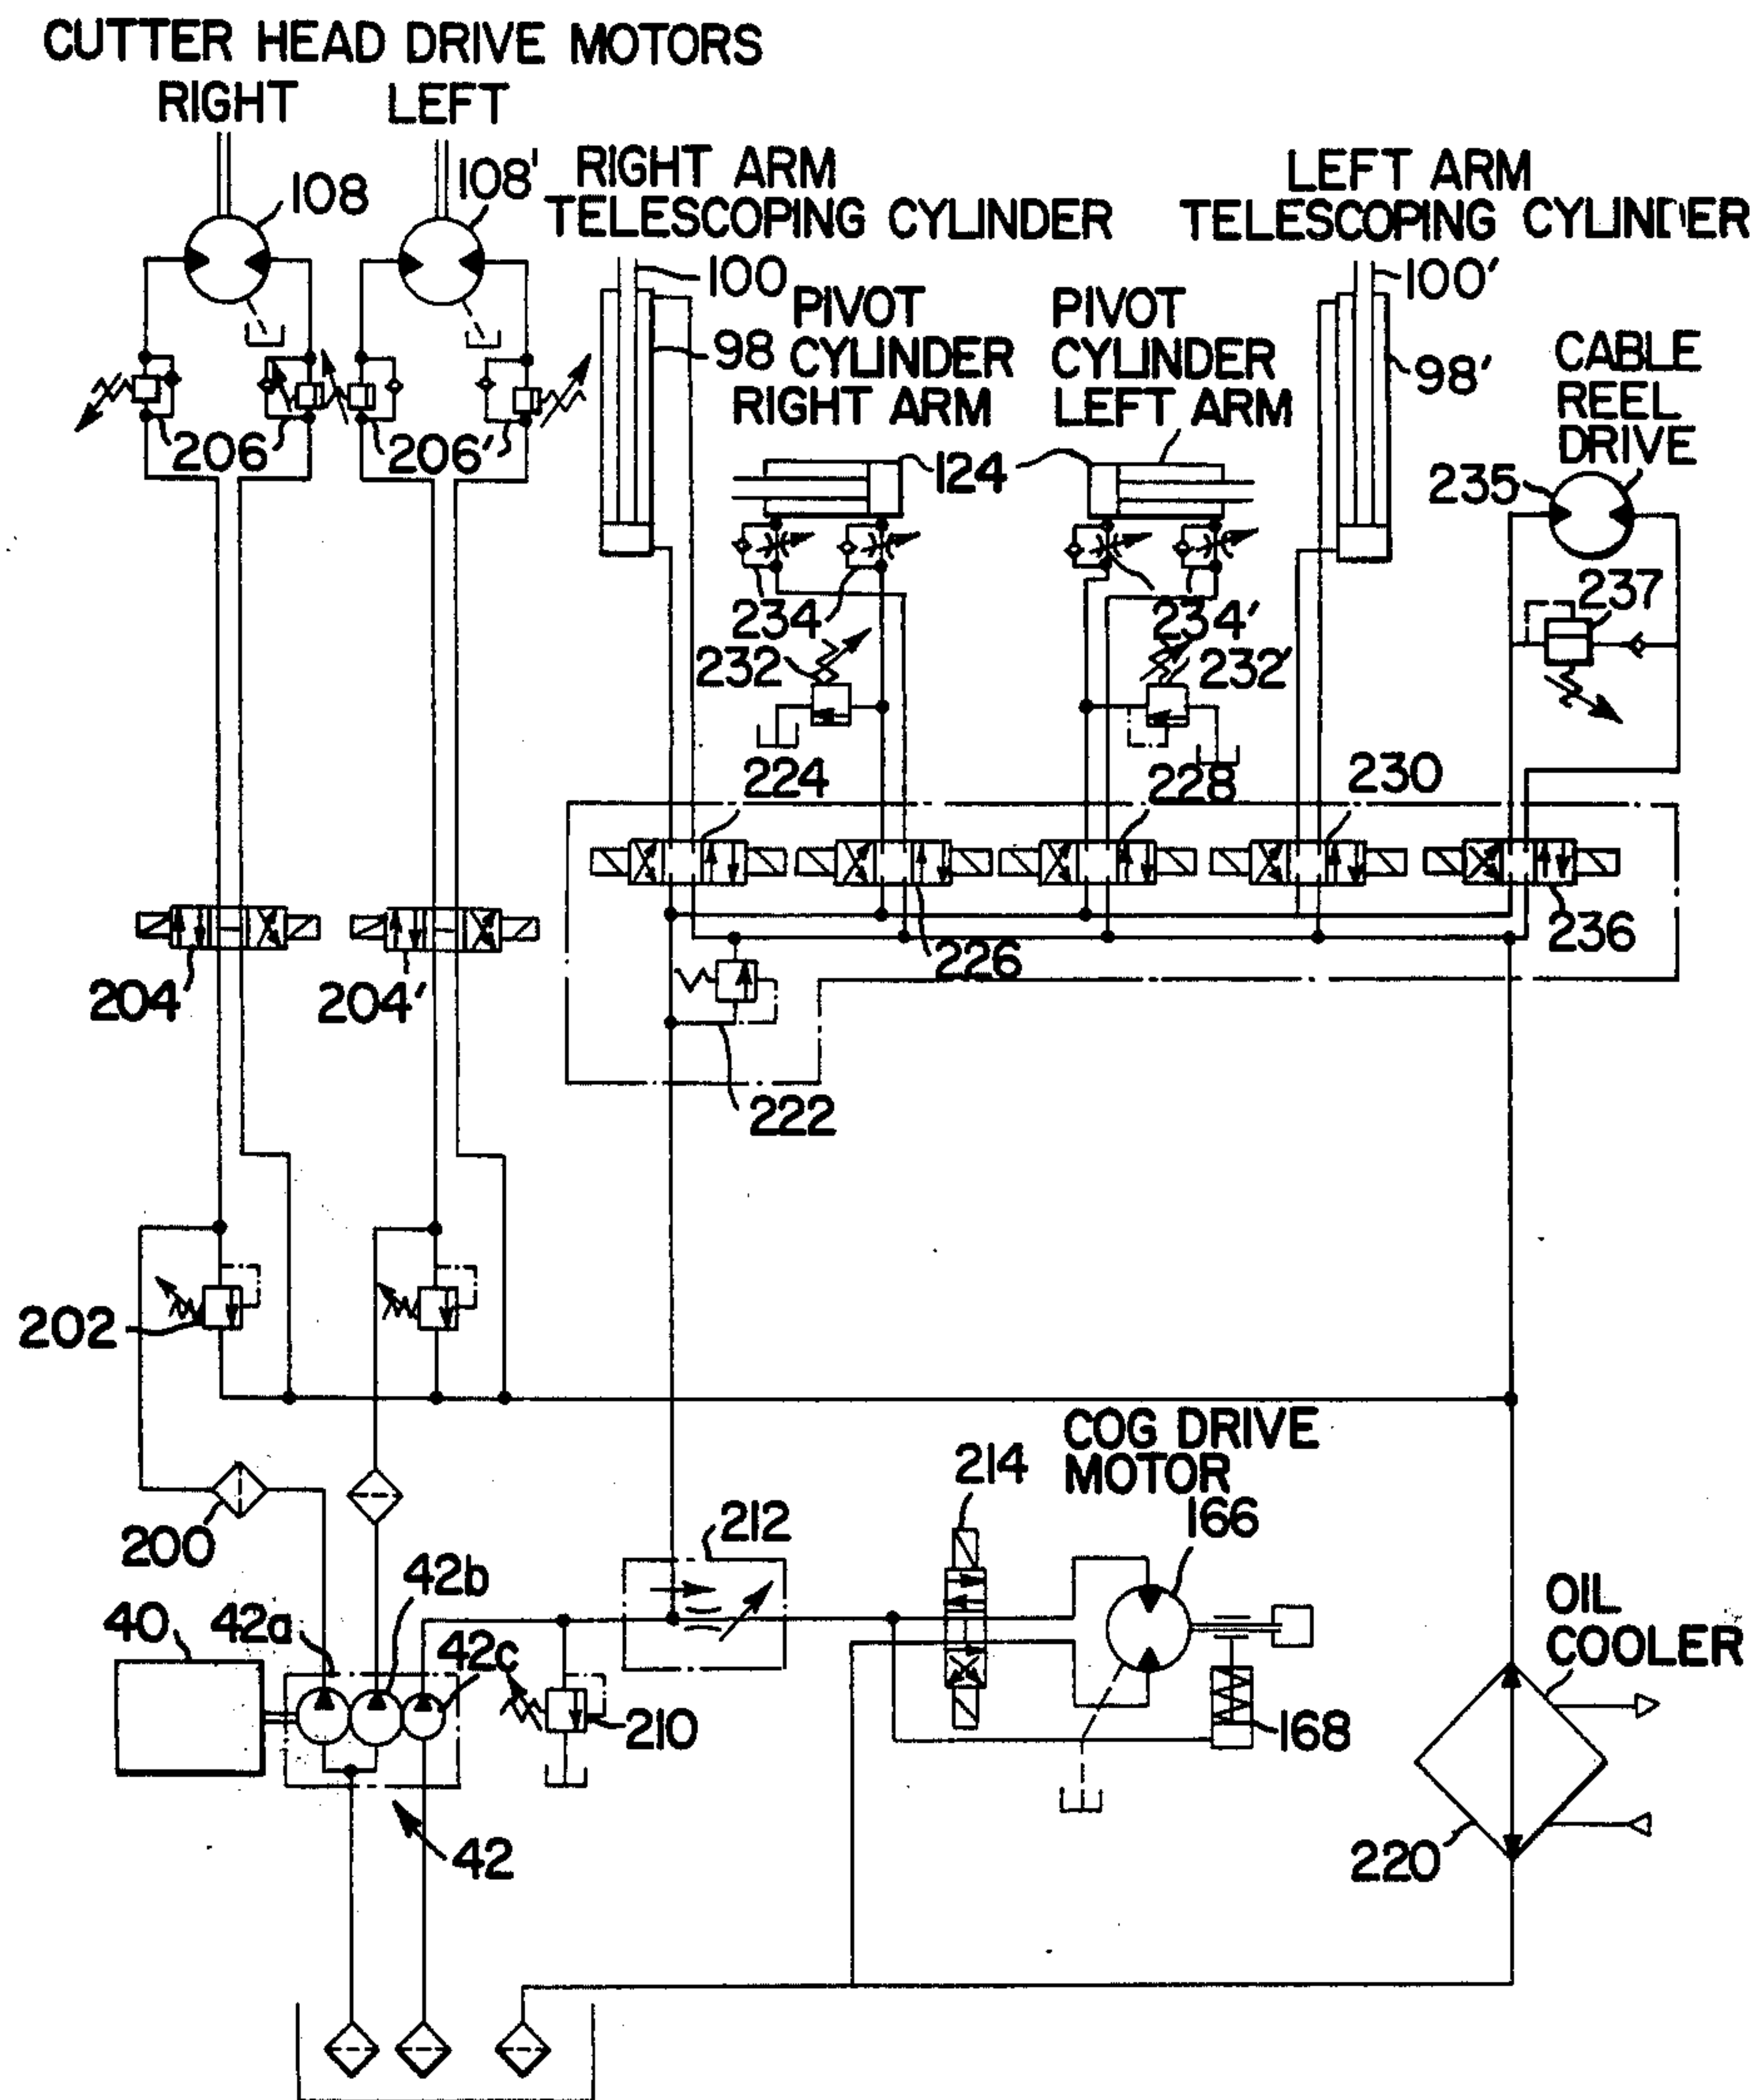 CUTTER HEAD DRIVE MOTORS
RIGHT LEFT
108 108'
RIGHT ARM
TELESCOPING CYLINDER
LEFT ARM
TELESCOPING CYLINDER
100
100'
PIVOT
CYLINDER
RIGHT ARM
PIVOT
CYLINDER
LEFT ARM
98
98'
CABLE
REEL
DRIVE
206 206'
124
235
234
234'
237
232
232'
224
228
230
204
204'
226
236
222
202
COG DRIVE
MOTOR
214
166
212
200
42b
OIL
COOLER
40
42a
42c
210
168
42
220